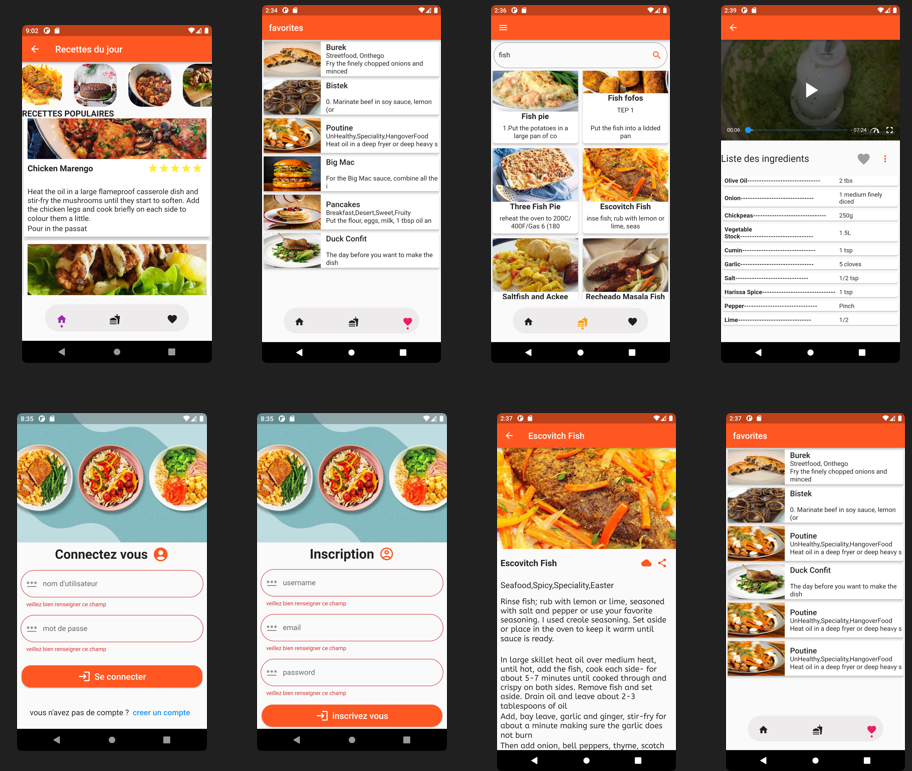 9:02
Recettes du jour
RECETTES POPULAIRES
Chicken Marengo
Heat the oil in a large flameproof casserole dish and
stir-fry the mushrooms until they start to soften. Add
the chicken legs and cook briefly on each side to
colour them a little.
Pour in the passat
2:34
favorites
Burek
Streetfood, Onthego
Fry the finely chopped onions and
minced
Bistek
0. Marinate beef in soy sauce, lemon
(or
Poutine
UnHealthy,Speciality,HangoverFood
Heat oil in a deep fryer or deep heavy s
Big Mac
For the Big Mac sauce, combine all the
i
Pancakes
Breakfast,Desert,Sweet,Fruity
Put the flour, eggs, milk, 1 tbsp oil an
Duck Confit
The day before you want to make the
dish
2:36
fish
Fish pie
1.Put the potatoes in a
large pan of co
Fish fofos
TEP 1
Put the fish into a lidded
pan
Three Fish Pie
reheat the oven to 200C/
400F/Gas 6 (180
Escovitch Fish
inse fish; rub with lemon or
lime, seas
Saltfish and Ackee
Recheado Masala Fish
2:39
00:06
- 07:24
Liste des ingredients
Olive Oil------------------------------ 2 tbs
Onion------------------------------ 1 medium finely
diced
Chickpeas------------------------------ 250g
Vegetable
Stock------------------------------ 1.5L
Cumin------------------------------ 1 tsp
Garlic------------------------------ 5 cloves
Salt------------------------------ 1/2 tsp
Harissa Spice------------------------------ 1 tsp
Pepper------------------------------ Pinch
Lime------------------------------ 1/2
8:35
Connectez vous
nom d'utilisateur
veillez bien renseigner ce champ
mot de passe
veillez bien renseigner ce champ
Se connecter
vous n'avez pas de compte ? creer un compte
8:35
Inscription
username
veillez bien renseigner ce champ
email
veillez bien renseigner ce champ
password
veillez bien renseigner ce champ
inscrivez vous
2:37
Escovitch Fish
Escovitch Fish
Seafood,Spicy,Speciality,Easter
Rinse fish; rub with lemon or lime, seasoned
with salt and pepper or use your favorite
seasoning. I used creole seasoning. Set aside
or place in the oven to keep it warm until
sauce is ready.
In large skillet heat oil over medium heat,
until hot, add the fish, cook each side- for
about 5-7 minutes until cooked through and
crispy on both sides. Remove fish and set
aside. Drain oil and leave about 2-3
tablespoons of oil
Add, bay leave, garlic and ginger, stir-fry for
about a minute making sure the garlic does
not burn
Then add onion, bell peppers, thyme, scotch
2:37
favorites
Burek
Streetfood, Onthego
Fry the finely chopped onions and
minced
Bistek
0. Marinate beef in soy sauce, lemon
(or
Poutine
UnHealthy,Speciality,HangoverFood
Heat oil in a deep fryer or deep heavy s
Duck Confit
The day before you want to make the
dish
Poutine
UnHealthy,Speciality,HangoverFood
Heat oil in a deep fryer or deep heavy s
Poutine
UnHealthy,Speciality,HangoverFood
Heat oil in a deep fryer or deep heavy s